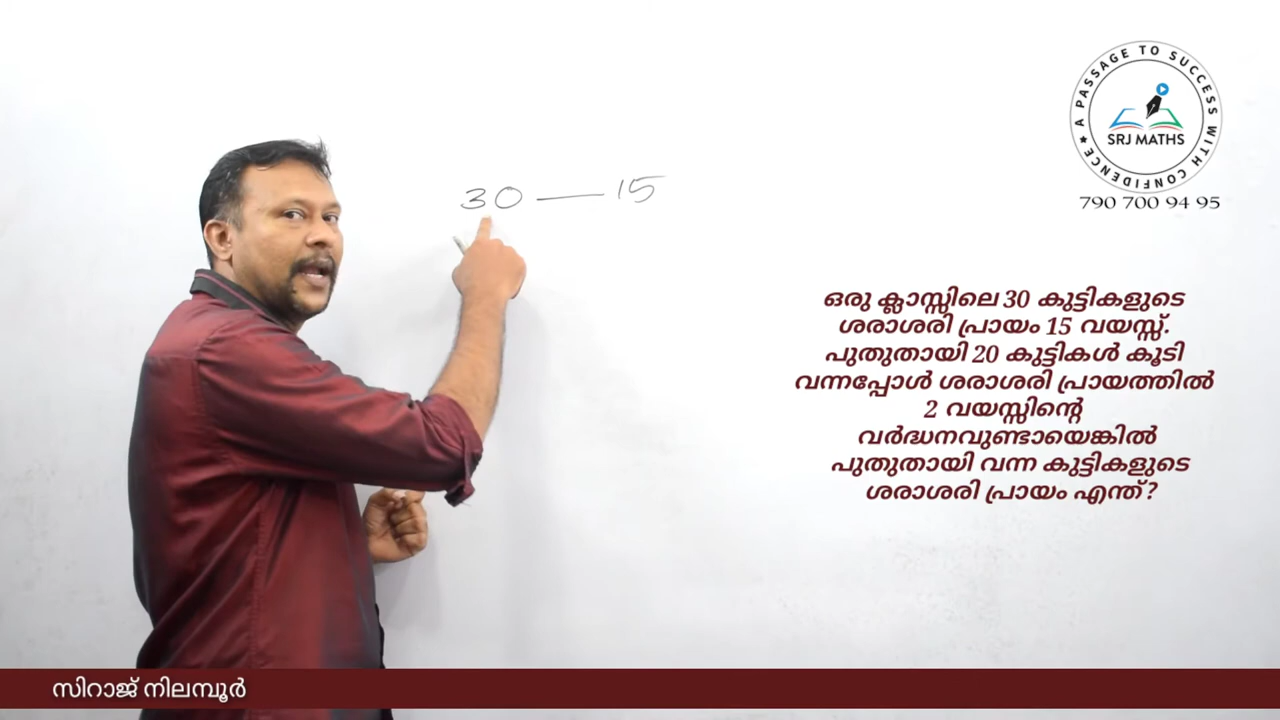 A PASSAGE TO SUCCESS WITH CONFIDENCE ★
SRJ MATHS
790 700 94 95
30 — 15
ഒരു ക്ലാസ്സിലെ 30 കുട്ടികളുടെ
ശരാശരി പ്രായം 15 വയസ്സ്.
പുതുതായി 20 കുട്ടികൾ കൂടി
വന്നപ്പോൾ ശരാശരി പ്രായത്തിൽ
2 വയസ്സിന്റെ
വർദ്ധനവുണ്ടായെങ്കിൽ
പുതുതായി വന്ന കുട്ടികളുടെ
ശരാശരി പ്രായം എന്ത്?
സിറാജ് നിലമ്പൂർ